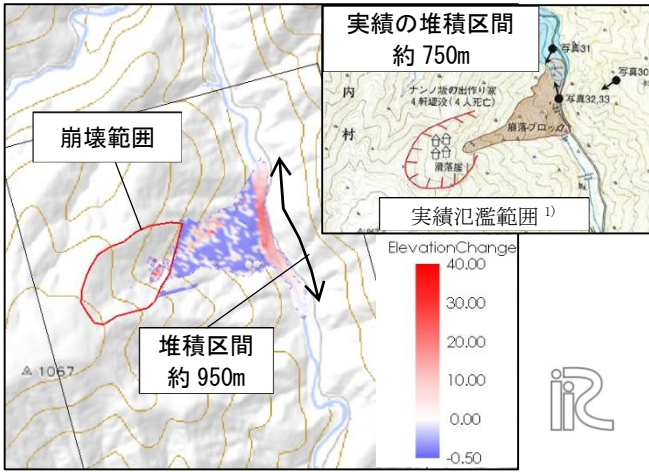 実績の堆積区間
約 750m
写真31
写真30
ナンノ坂の出作り家
4軒埋没(4人死亡)
写真32,33
内
村
崩落ブロック
滑落崖
坂
実績氾濫範囲 1)
崩壊範囲
ElevationChange
40.00
30.00
20.00
10.00
0.00
-0.50
堆積区間
約 950m
1067
iRIC